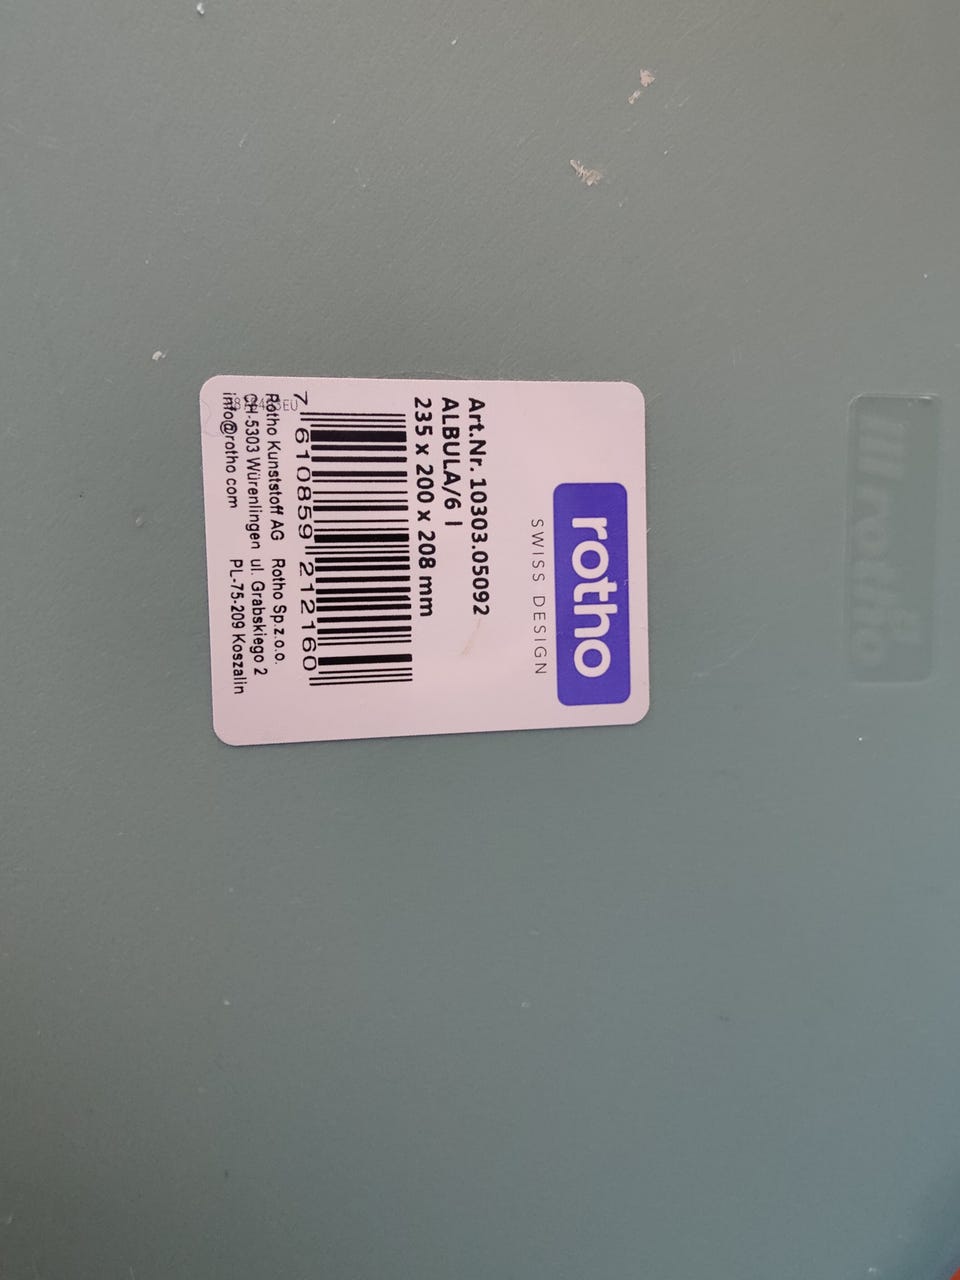 rotho
rotho
SWISS DESIGN
Art.Nr. 10303.05092
ALBULA/6 l
235 x 200 x 208 mm
7 610859 212160
Rotho Kunststoff AG Rotho Sp.z.o.o.
CH-5303 Würenlingen ul. Grabskiego 2
info@rotho com PL-75-209 Koszalin